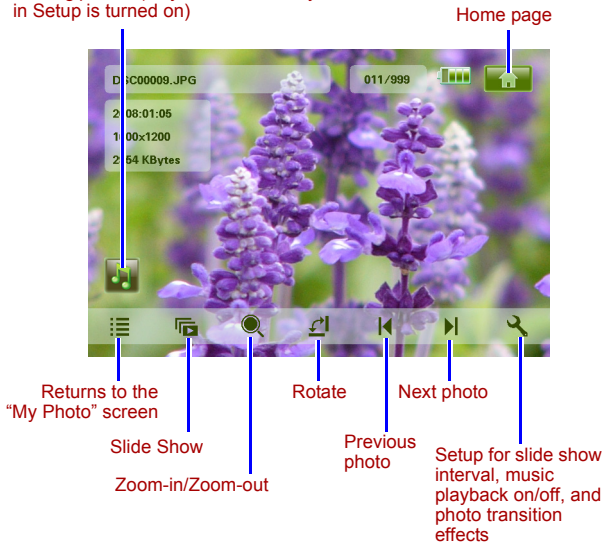 in Setup is turned on)
Home page
DSC00009.JPG
011/999
2008:01:05
1600x1200
KBytes
Returns to the
“My Photo” screen
Rotate
Next photo
Slide Show
Previous
photo
Zoom-in/Zoom-out
Setup for slide show
interval, music
playback on/off, and
photo transition
effects